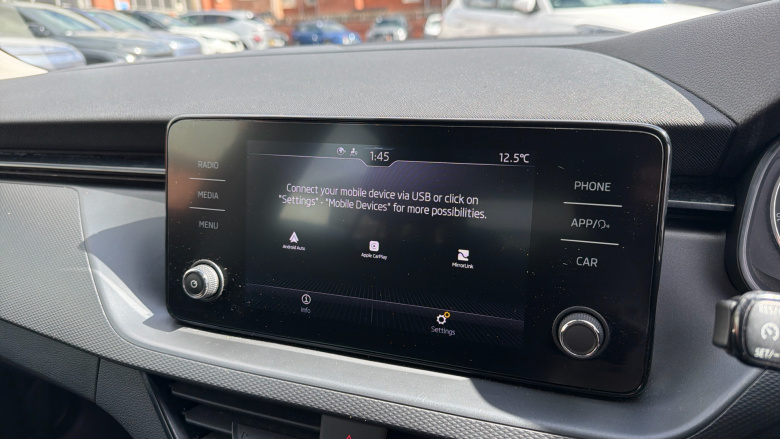 RADIO
MEDIA
MENU
1:45
12.5°C
Connect your mobile device via USB or click on
"Settings" - "Mobile Devices" for more possibilities.
Android Auto
Apple CarPlay
MirrorLink
Info
Settings
PHONE
APP/
CAR
SET/